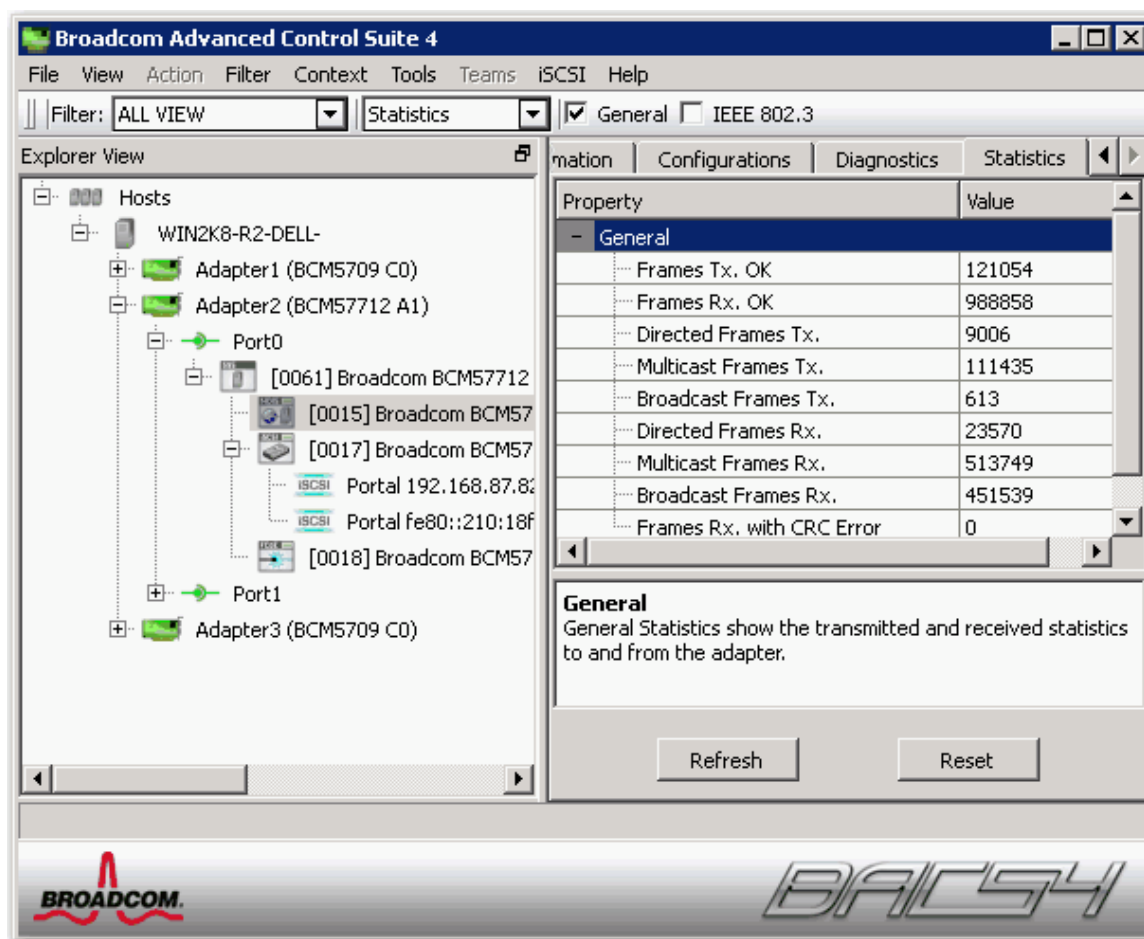 Broadcom Advanced Control Suite 4
File View Action Filter Context Tools Teams iSCSI Help
Filter: ALL VIEW Statistics General IEEE 802.3
Explorer View
Hosts
WIN2K8-R2-DELL-
Adapter1 (BCM5709 C0)
Adapter2 (BCM57712 A1)
Port0
[0061] Broadcom BCM57712
[0015] Broadcom BCM57
[0017] Broadcom BCM57
Portal 192.168.87.82
Portal fe80::210:18f
[0018] Broadcom BCM57
Port1
Adapter3 (BCM5709 C0)
mation Configurations Diagnostics Statistics
Property Value
General
Frames Tx. OK 121054
Frames Rx. OK 988858
Directed Frames Tx. 9006
Multicast Frames Tx. 111435
Broadcast Frames Tx. 613
Directed Frames Rx. 23570
Multicast Frames Rx. 513749
Broadcast Frames Rx. 451539
Frames Rx. with CRC Error 0
General
General Statistics show the transmitted and received statistics
to and from the adapter.
Refresh Reset
BROADCOM. BACS4